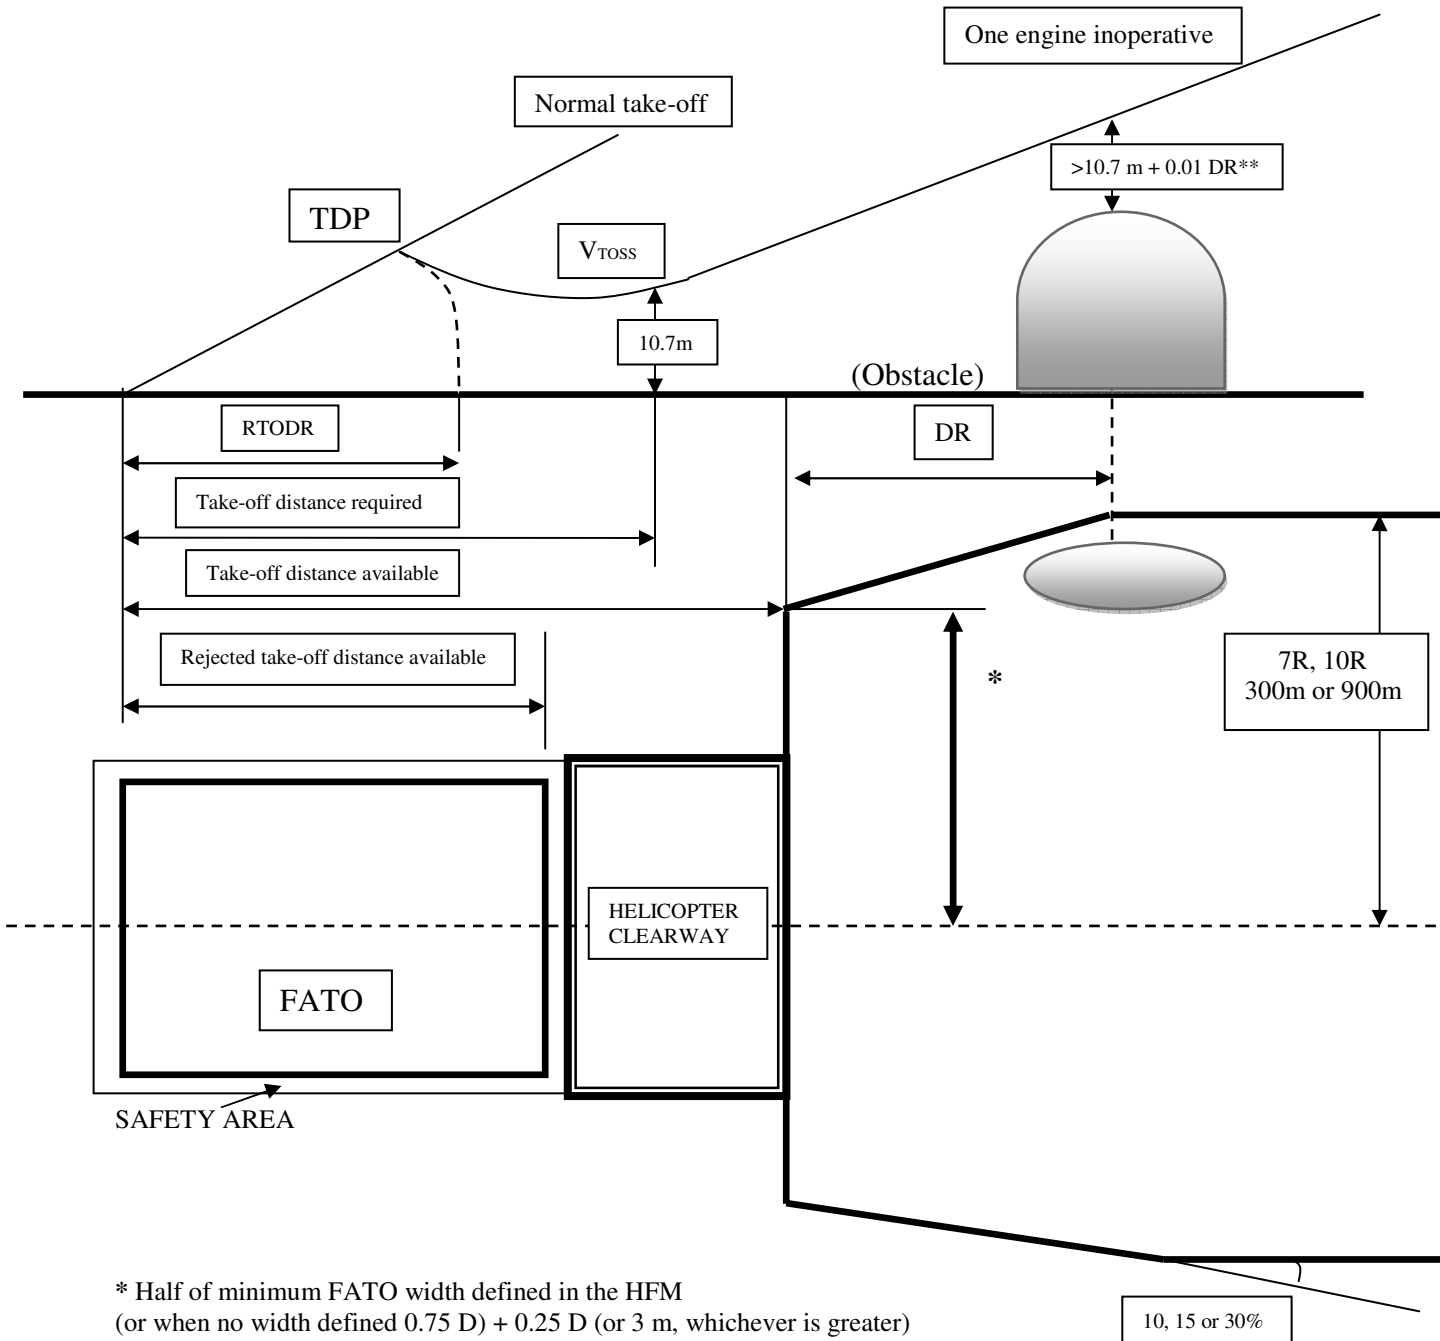 One engine inoperative
Normal take-off
>10.7 m + 0.01 DR**
TDP
VTOSS
10.7m
(Obstacle)
RTODR
DR
Take-off distance required
Take-off distance available
Rejected take-off distance available
*
7R, 10R
300m or 900m
HELICOPTER
CLEARWAY
FATO
SAFETY AREA
* Half of minimum FATO width defined in the HFM
(or when no width defined 0.75 D) + 0.25 D (or 3 m, whichever is greater)
10, 15 or 30%